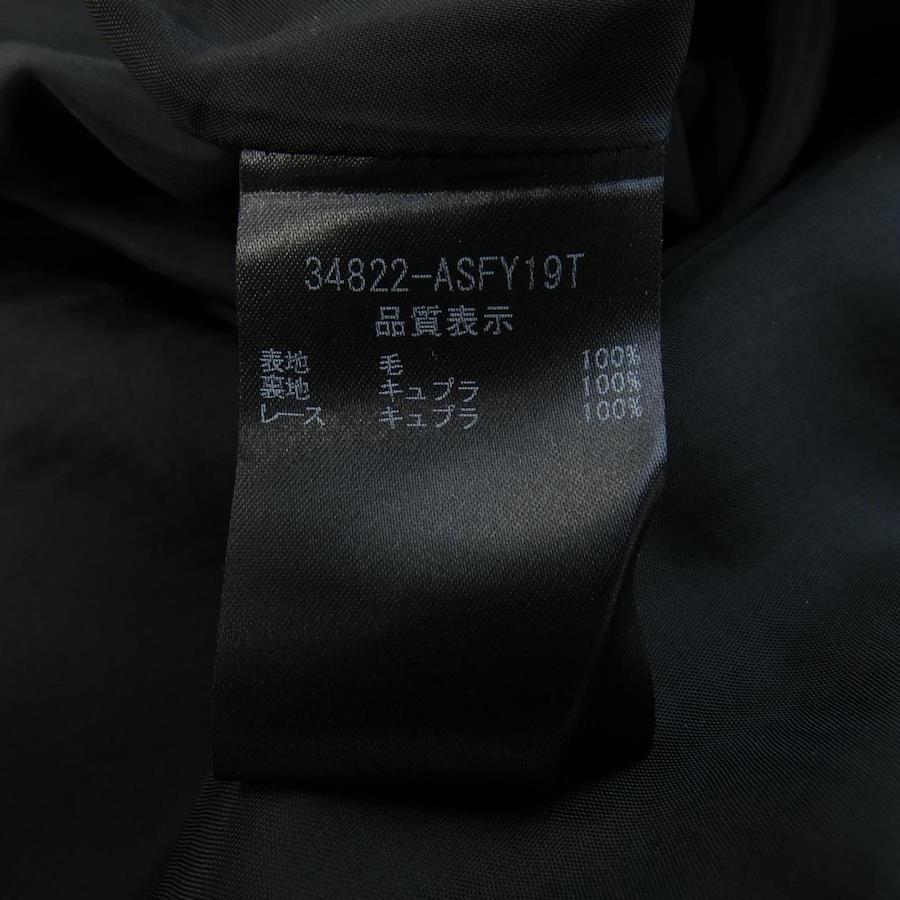 34822-ASFY19T
品質表示
表地 毛 100%
裏地 キュプラ 100%
レース キュプラ 100%